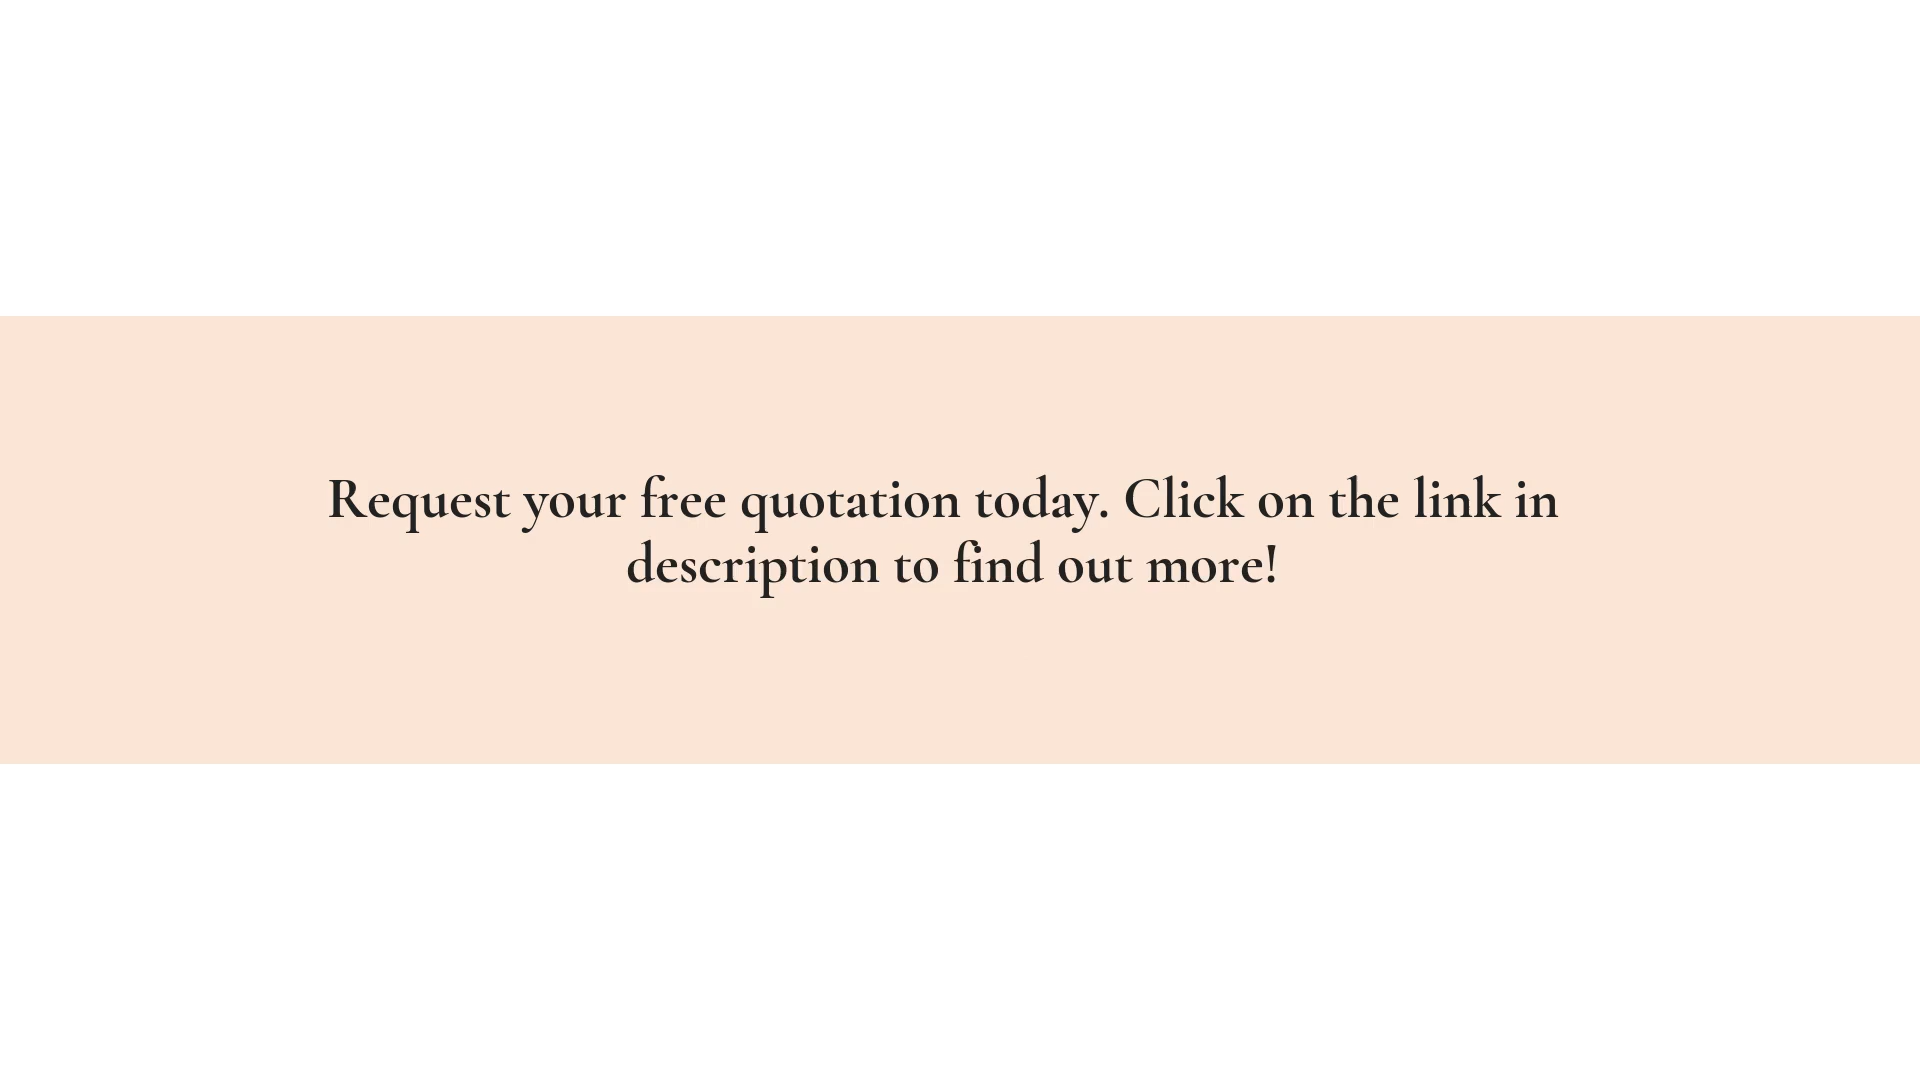 Request your free quotation today. Click on the link in
description to find out more!